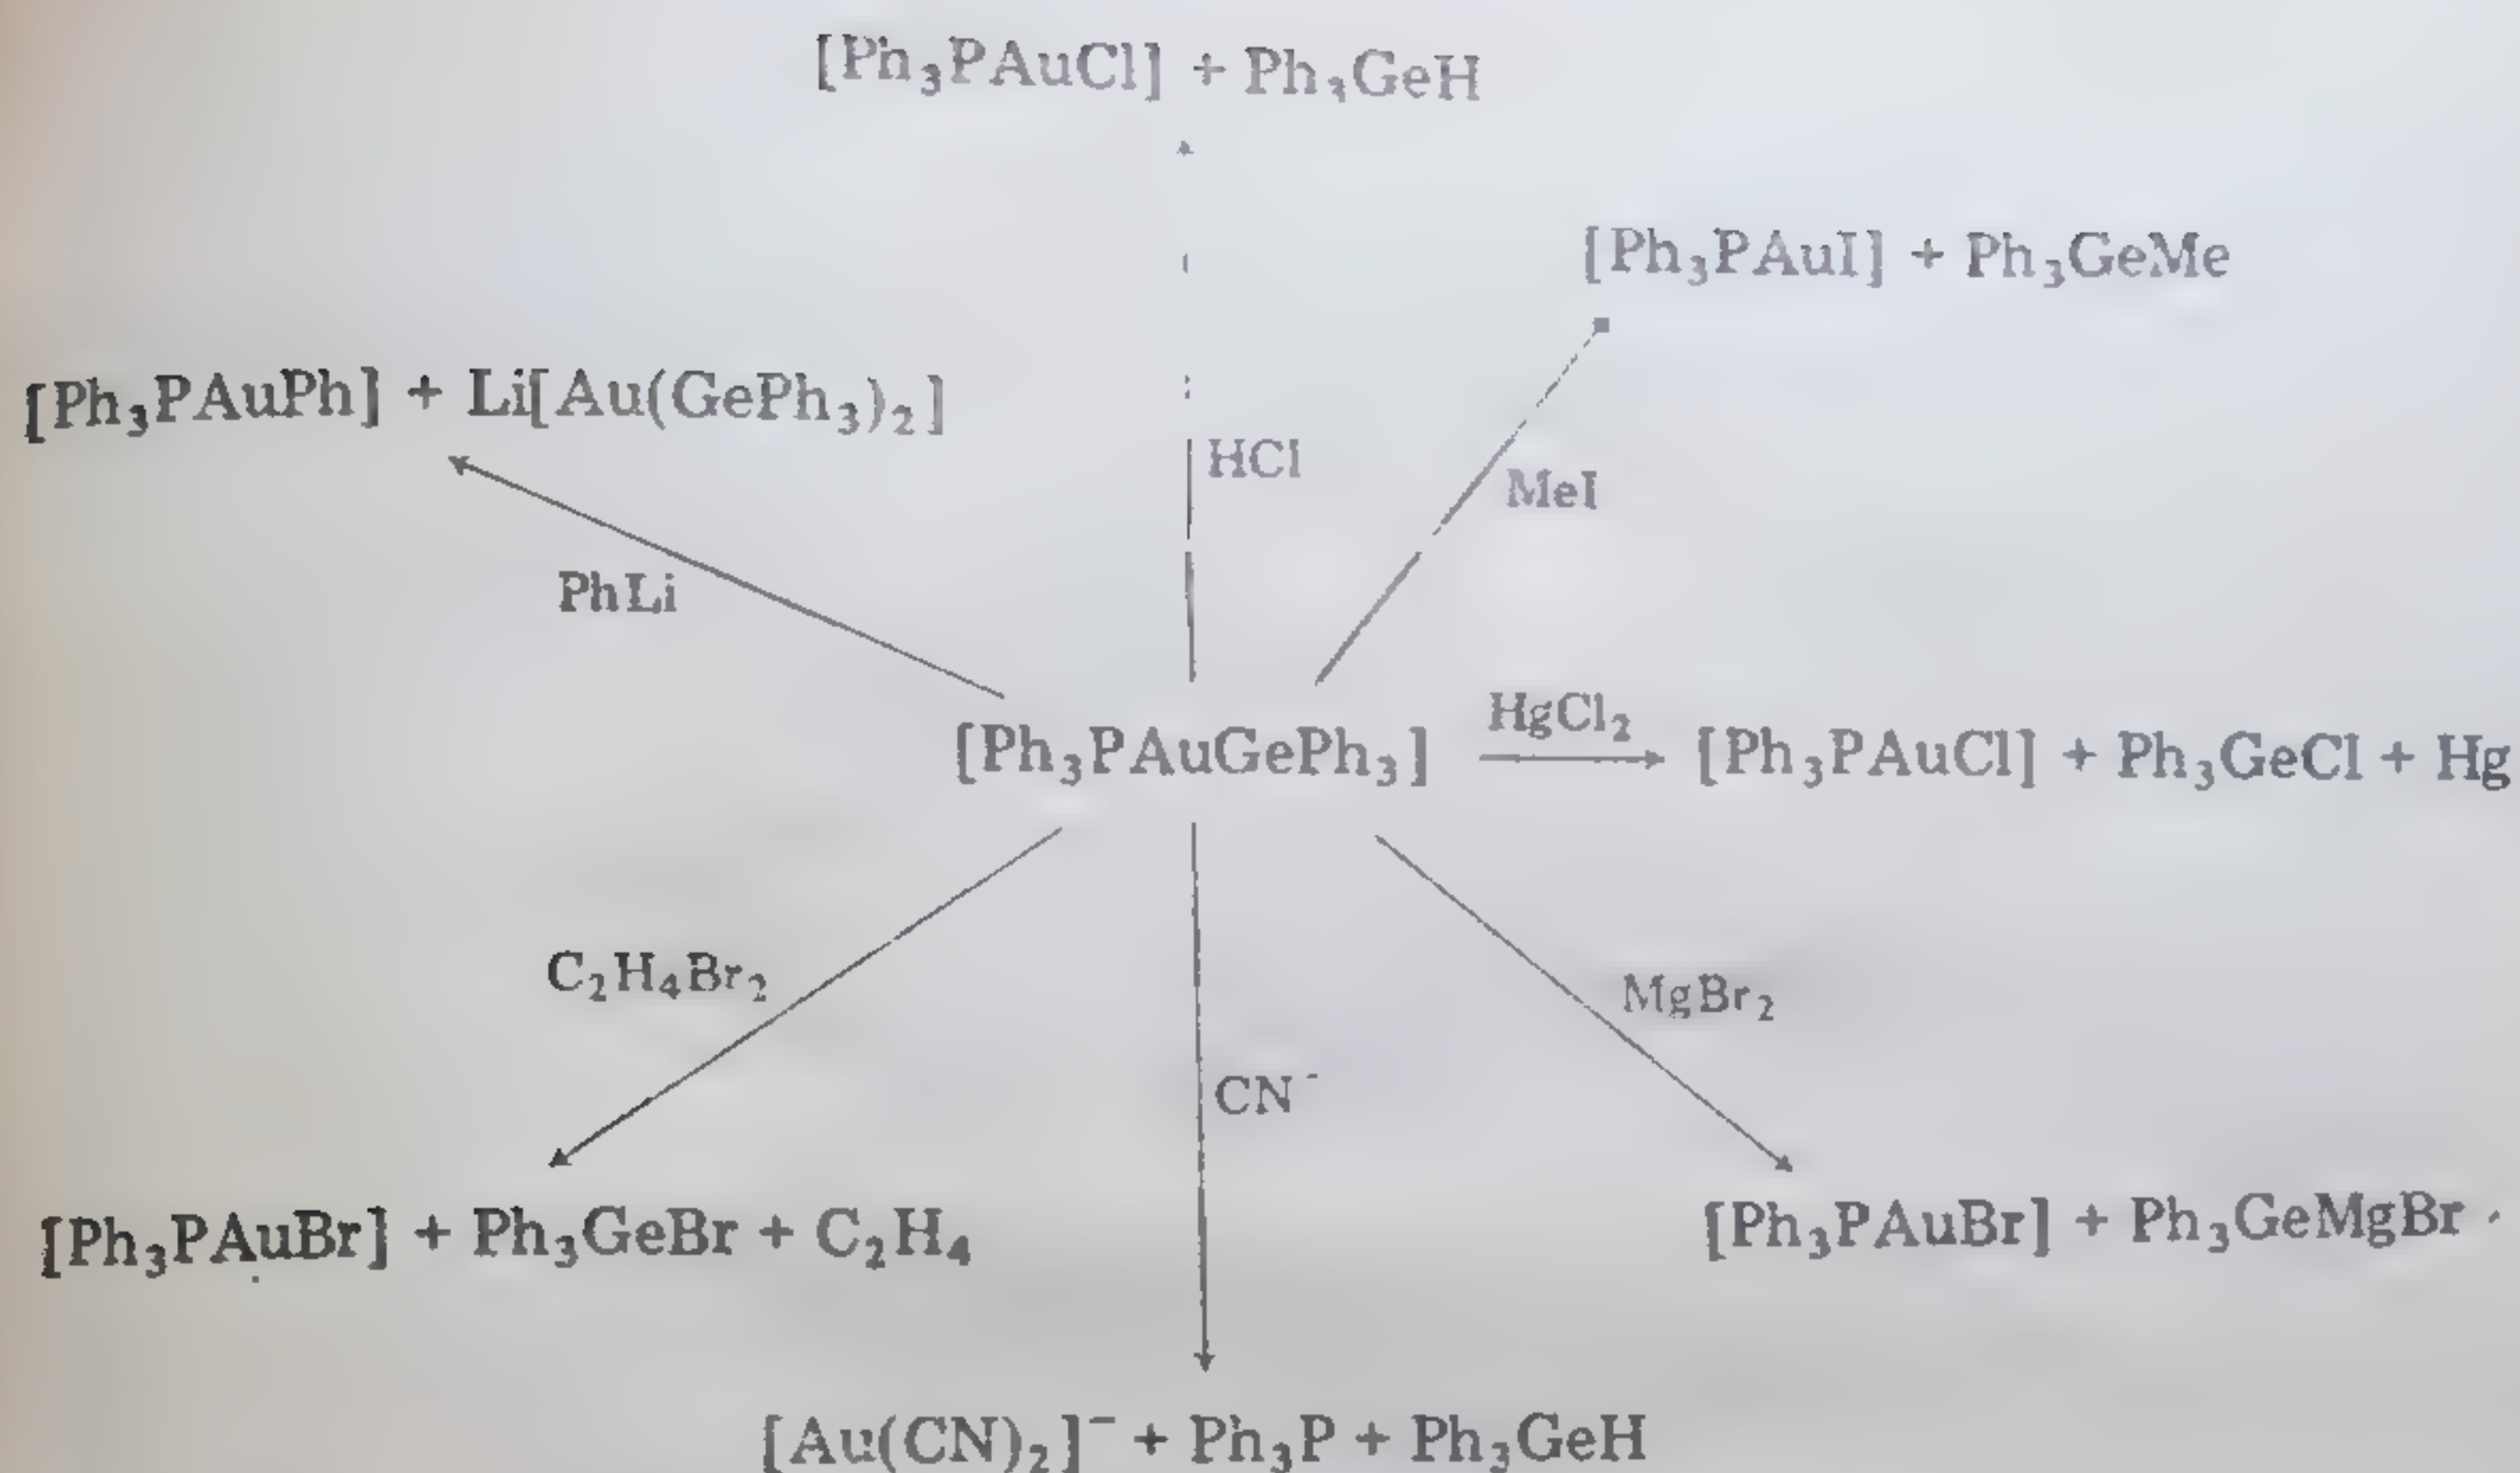 [Ph₃PAuCl] + Ph₃GeH
[Ph₃PAuI] + Ph₃GeMe
[Ph₃PAuPh] + Li[Au(GePh₃)₂]
HCl
MeI
PhLi
HgCl₂
[Ph₃PAuGePh₃] → [Ph₃PAuCl] + Ph₃GeCl + Hg
C₂H₄Br₂
MgBr₂
CN⁻
[Ph₃PAuBr] + Ph₃GeBr + C₂H₄
[Ph₃PAuBr] + Ph₃GeMgBr
[Au(CN)₂]⁻ + Ph₃P + Ph₃GeH